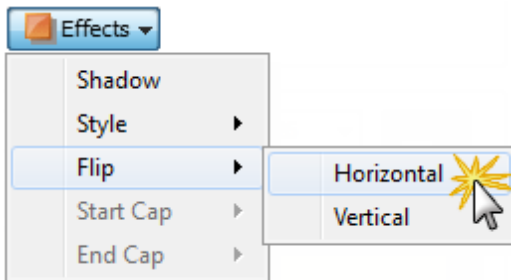 Effects
Shadow
Style
Flip
Horizontal
Start Cap
Vertical
End Cap